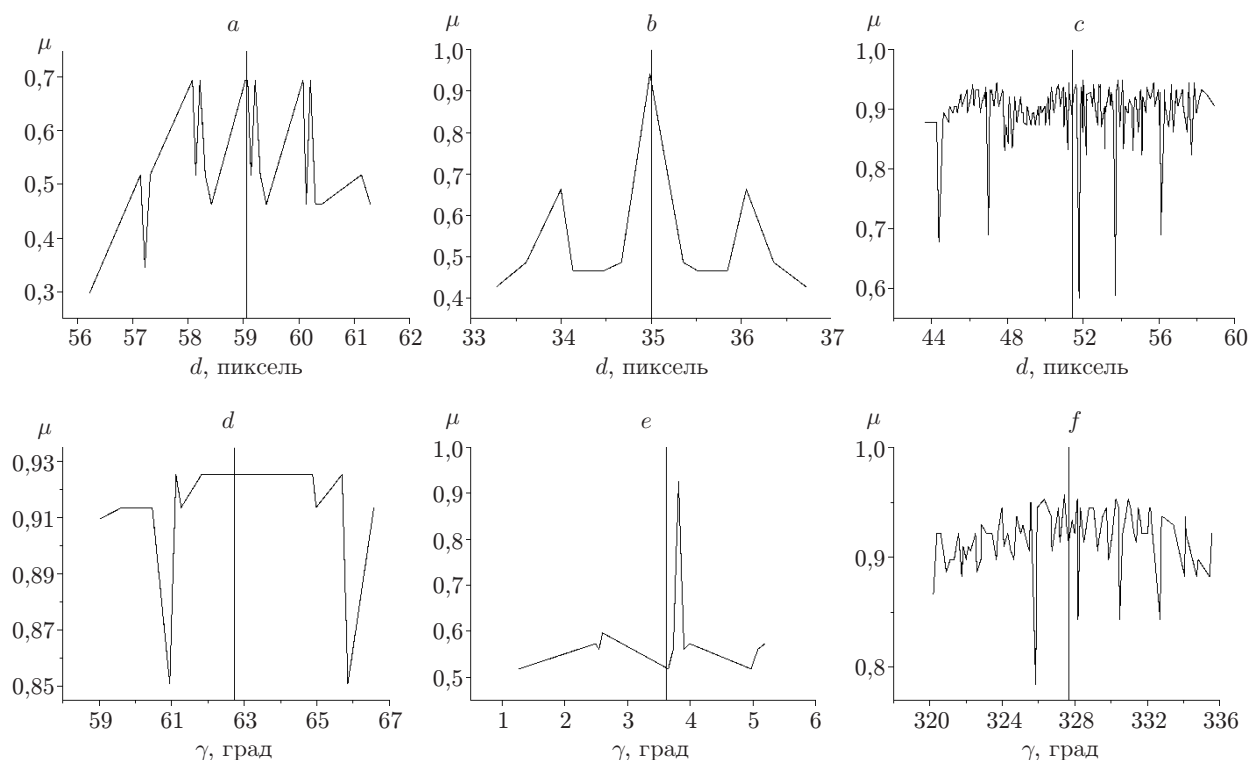 a
μ
0,7
0,6
0,5
0,4
0,3
56 57 58 59 60 61 62
d, пиксель
b
μ
1,0
0,9
0,8
0,7
0,6
0,5
0,4
33 34 35 36 37
d, пиксель
c
μ
1,0
0,9
0,8
0,7
0,6
44 48 52 56 60
d, пиксель
d
μ
0,93
0,91
0,89
0,87
0,85
59 61 63 65 67
γ, град
e
μ
1,0
0,9
0,8
0,7
0,6
0,5
1 2 3 4 5 6
γ, град
f
μ
1,0
0,9
0,8
320 324 328 332 336
γ, град